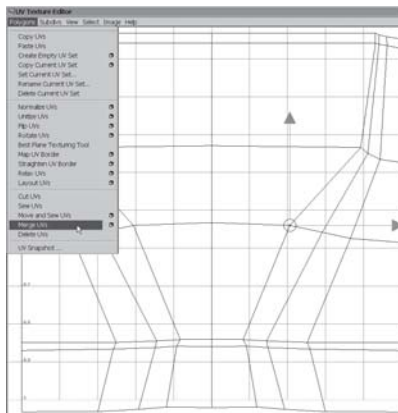 UV Texture Editor
Polygons Subdivs View Select Image Help
Copy UVs
Paste UVs
Create Empty UV Set
Copy Current UV Set
Set Current UV Set...
Rename Current UV Set...
Delete Current UV Set
Normalize UVs
Unitize UVs
Flip UVs
Rotate UVs
Best Plane Texturing Tool
Map UV Border
Straighten UV Border
Relax UVs
Layout UVs
Cut UVs
Sew UVs
Move and Sew UVs
Merge UVs
Delete UVs
UV Snapshot ...